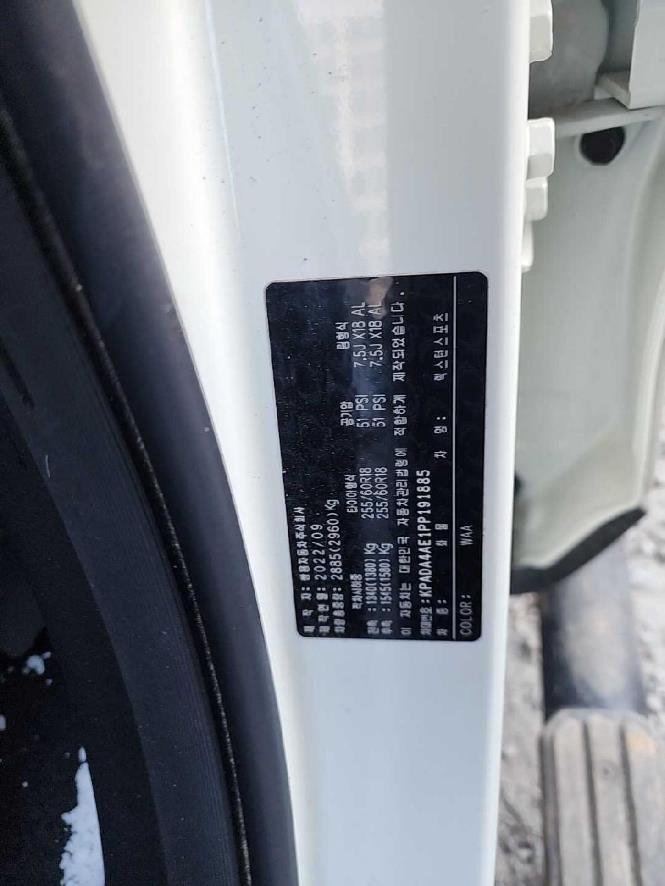 제 작 자: 쌍용자동차주식회사
제작연월: 2022/09
차량총중량: 2885(2960)Kg
적차시하중 타이어형식 공기압 림형식
전축: 1340(1380)Kg 255/60R18 51 PSI 7.5J X18 AL
후축: 1545(1580)Kg 255/60R18 51 PSI 7.5J X18 AL
이 자동차는 대한민국 자동차관리법령에 적합하게 제작되었습니다.
차대번호: KPADA4AE1PP191885
차 종: 화 물 차 명: 렉스턴스포츠
COLOR: WAA